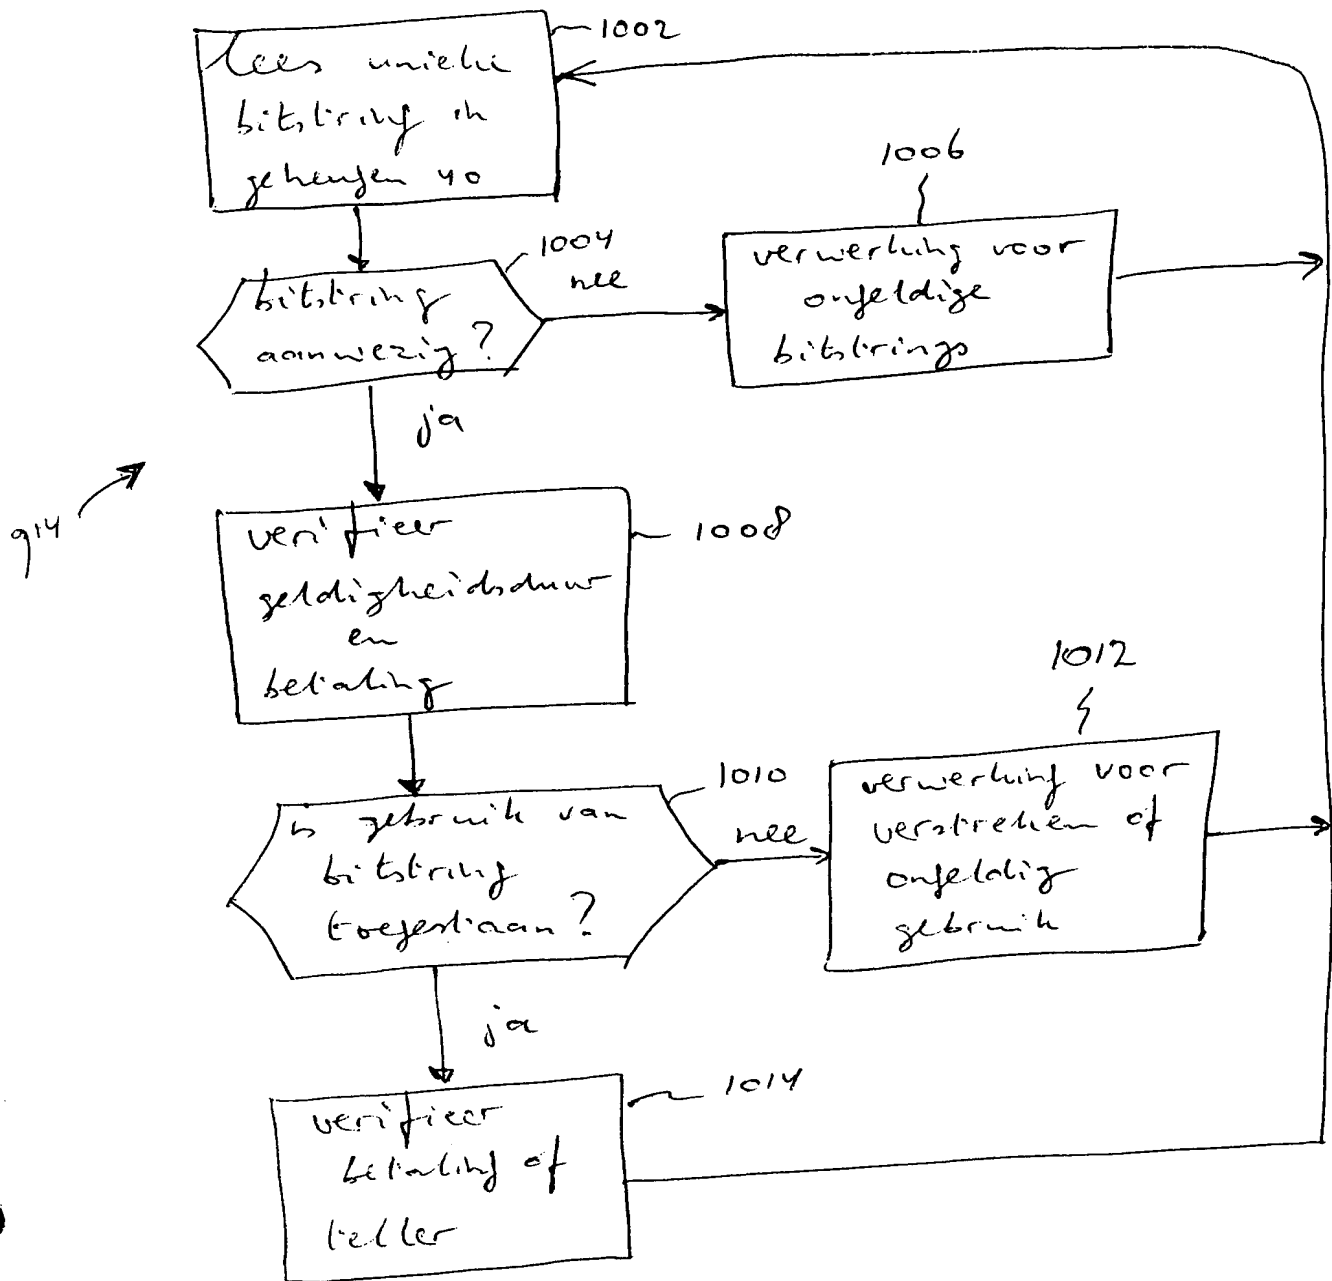 1002
lees unieke
bitstring in
geheugen 40
1004
bitstring
aanwezig?
nee
1006
verwerking voor
ongeldige
bitstrings
ja
914
verifieer
geldigheidsduur
en
betaling
1008
1010
is gebruik van
bitstring
toegestaan?
nee
1012
verwerking voor
verstreken of
ongeldig
gebruik
ja
1014
verifieer
betaling of
teller